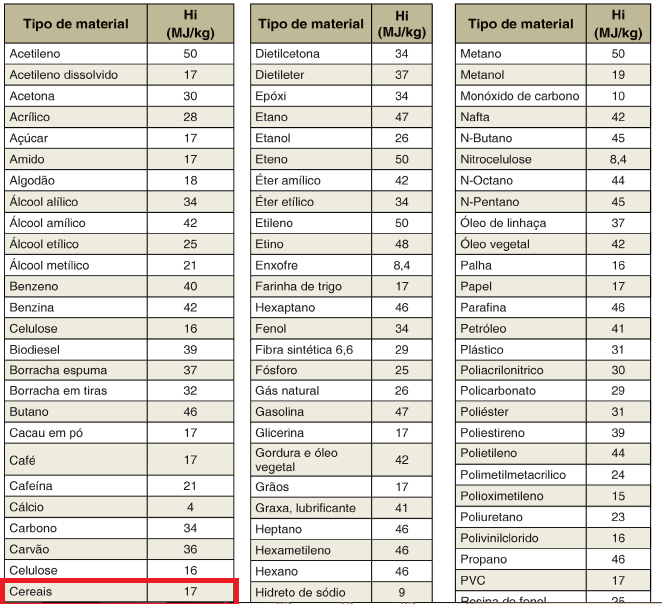 Tipo de material Hi (MJ/kg)
Acetileno 50
Acetileno dissolvido 17
Acetona 30
Acrílico 28
Açúcar 17
Amido 17
Algodão 18
Álcool alílico 34
Álcool amílico 42
Álcool etílico 25
Álcool metílico 21
Benzeno 40
Benzina 42
Celulose 16
Biodiesel 39
Borracha espuma 37
Borracha em tiras 32
Butano 46
Cacau em pó 17
Café 17
Cafeína 21
Cálcio 4
Carbono 34
Carvão 36
Celulose 16
Cereais 17
Tipo de material Hi (MJ/kg)
Dietilcetona 34
Dietileter 37
Epóxi 34
Etano 47
Etanol 26
Eteno 50
Éter amílico 42
Éter etílico 34
Etileno 50
Etino 48
Enxofre 8,4
Farinha de trigo 17
Hexaptano 46
Fenol 34
Fibra sintética 6,6 29
Fósforo 25
Gás natural 26
Gasolina 47
Glicerina 17
Gordura e óleo vegetal 42
Grãos 17
Graxa, lubrificante 41
Heptano 46
Hexametileno 46
Hexano 46
Hidreto de sódio 9
Tipo de material Hi (MJ/kg)
Metano 50
Metanol 19
Monóxido de carbono 10
Nafta 42
N-Butano 45
Nitrocelulose 8,4
N-Octano 44
N-Pentano 45
Óleo de linhaça 37
Óleo vegetal 42
Palha 16
Papel 17
Parafina 46
Petróleo 41
Plástico 31
Poliacrilonitrico 30
Policarbonato 29
Poliéster 31
Poliestireno 39
Polietileno 44
Polimetilmetacrilico 24
Polioximetileno 15
Poliuretano 23
Polivinilclorido 16
Propano 46
PVC 17
Resina de fenol 25